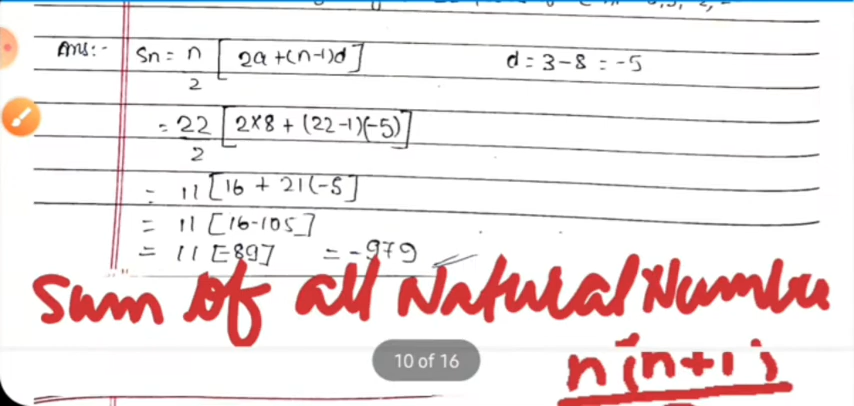 Ans:- Sn = n/2 [2a+(n-1)d] d = 3-8 = -5
= 22/2 [2×8 + (22-1)(-5)]
= 11 [16 + 21(-5]
= 11 [16-105]
= 11 [-89] = -979
Sum of all Natural Number
10 of 16
n(n+1)